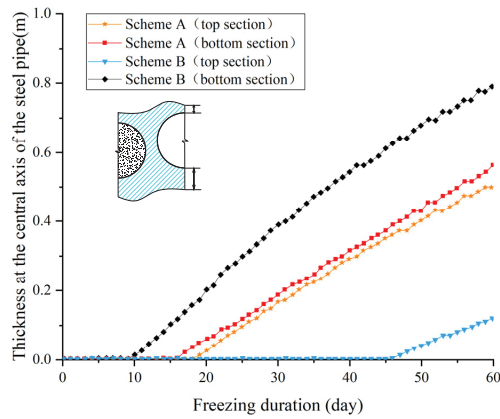 Thickness at the central axis of the steel pipe(m)
1.0
0.8
0.6
0.4
0.2
0.0
Scheme A（top section）
Scheme A（bottom section）
Scheme B（top section）
Scheme B（bottom section）
0 10 20 30 40 50 60
Freezing duration (day)